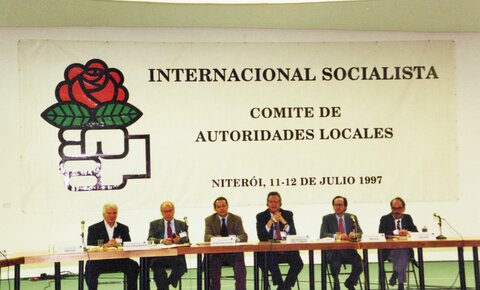 INTERNACIONAL SOCIALISTA
COMITE DE
AUTORIDADES LOCALES
NITERÓI, 11-12 DE JULIO 1997